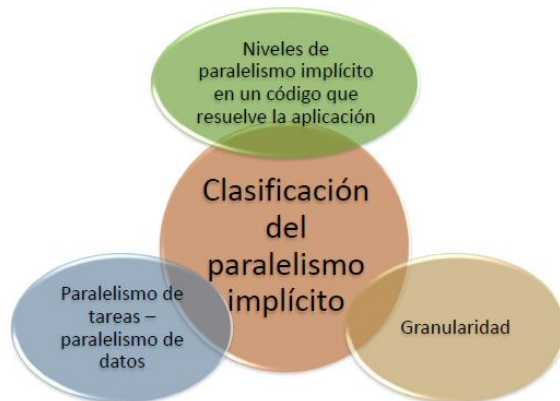 Niveles de
paralelismo implícito
en un código que
resuelve la aplicación
Clasificación
del
paralelismo
implícito
Paralelismo de
tareas –
paralelismo de
datos
Granularidad